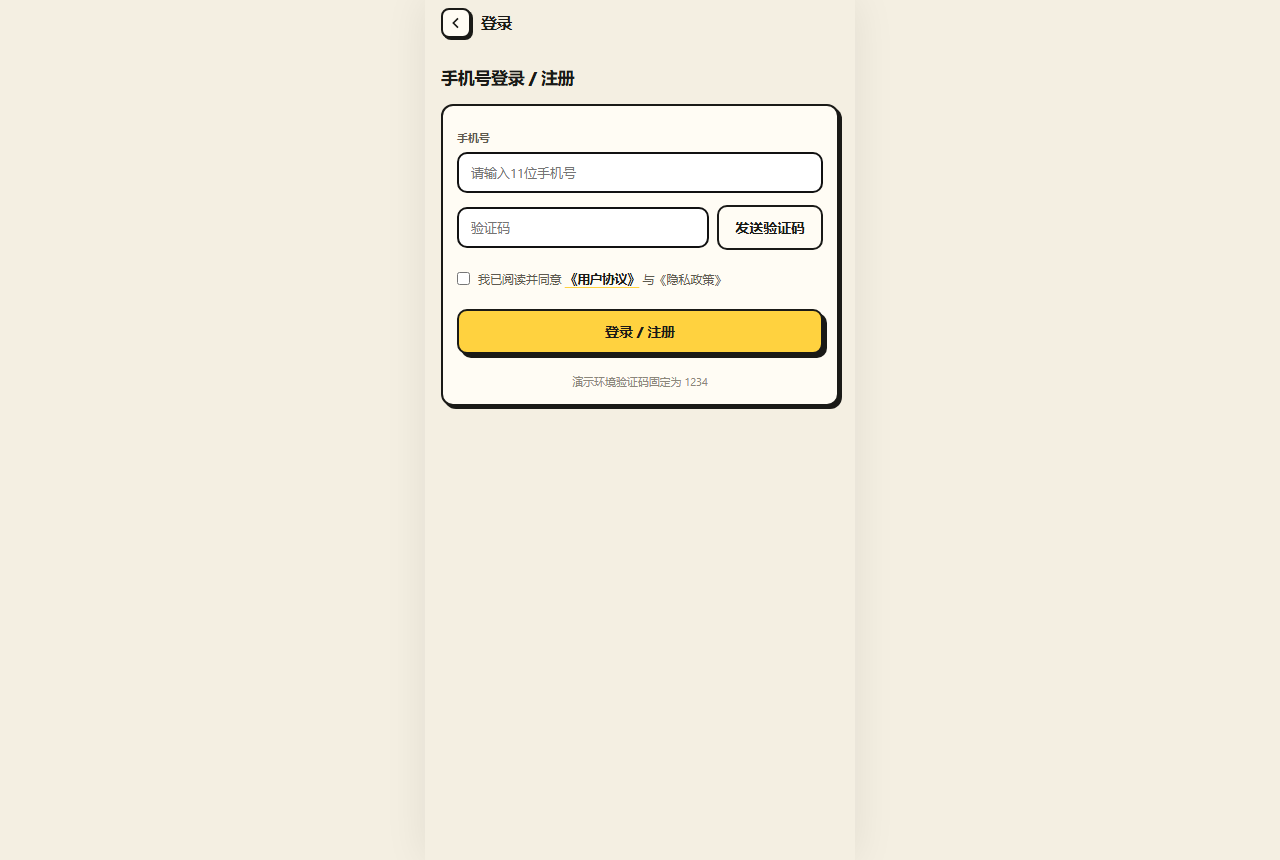 登录
手机号登录 / 注册
手机号
请输入11位手机号
验证码
发送验证码
我已阅读并同意 《用户协议》 与《隐私政策》
登录 / 注册
演示环境验证码固定为 1234